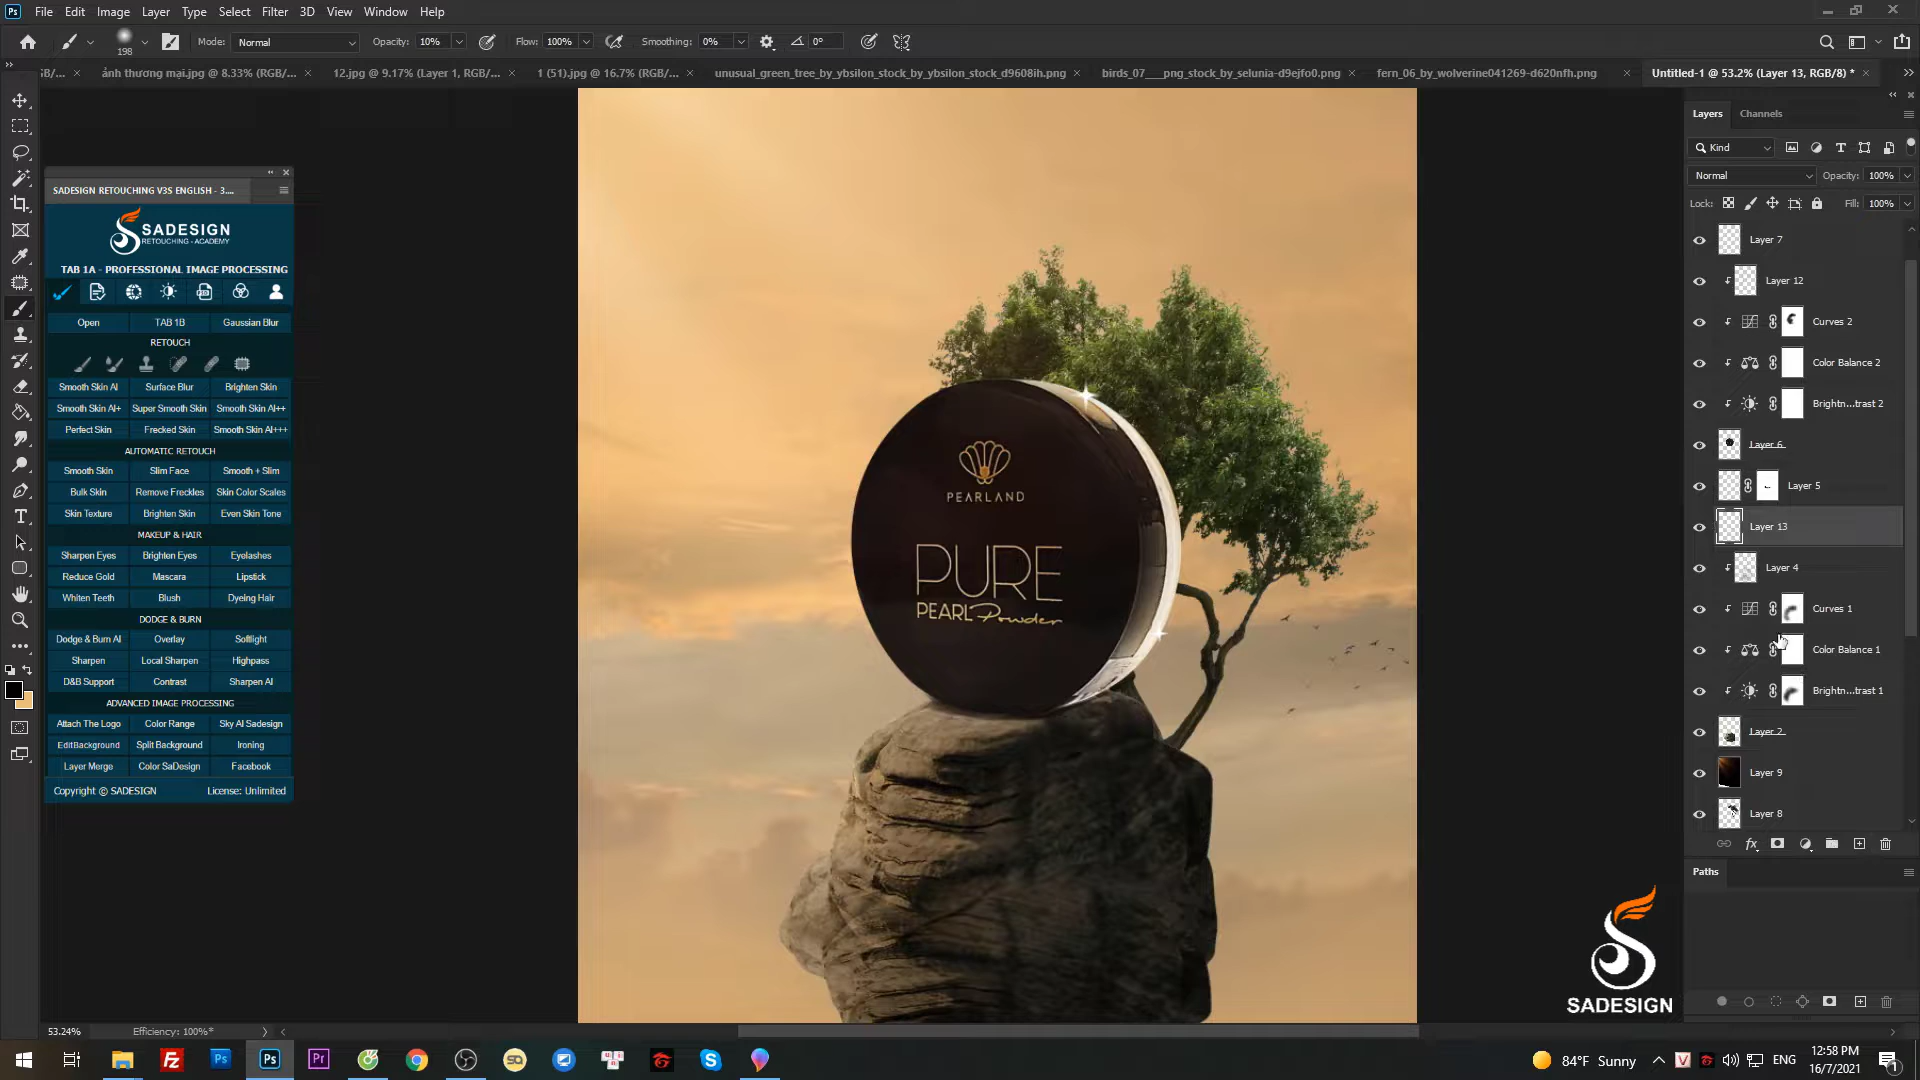 Ps File Edit Image Layer Type Select Filter 3D View Window Help
198 Mode: Normal Opacity: 10% Flow: 100% Smoothing: 0% 0°
GB/... × ảnh thương mại.jpg @ 8.33% (RGB/... × 12.jpg @ 9.17% (Layer 1, RGB/... × 1 (51).jpg @ 16.7% (RGB/... × unusual_green_tree_by_ybsilon_stock_by_ybsilon_stock_d9608ih.png × birds_07___png_stock_by_selunia-d9ejfo0.png × fern_06_by_wolverine041269-d620nfh.png × Untitled-1 @ 53.2% (Layer 13, RGB/8) * ×
SADESIGN RETOUCHING V3S ENGLISH - 3....
SADESIGN
RETOUCHING - ACADEMY
TAB 1A - PROFESSIONAL IMAGE PROCESSING
Open TAB 1B Gaussian Blur
RETOUCH
Smooth Skin AI Surface Blur Brighten Skin
Smooth Skin AI+ Super Smooth Skin Smooth Skin AI++
Perfect Skin Frecked Skin Smooth Skin AI+++
AUTOMATIC RETOUCH
Smooth Skin Slim Face Smooth + Slim
Bulk Skin Remove Freckles Skin Color Scales
Skin Texture Brighten Skin Even Skin Tone
MAKEUP & HAIR
Sharpen Eyes Brighten Eyes Eyelashes
Reduce Gold Mascara Lipstick
Whiten Teeth Blush Dyeing Hair
DODGE & BURN
Dodge & Burn AI Overlay Softlight
Sharpen Local Sharpen Highpass
D&B Support Contrast Sharpen AI
ADVANCED IMAGE PROCESSING
Attach The Logo Color Range Sky AI Sadesign
EditBackground Split Background Ironing
Layer Merge Color SaDesign Facebook
Copyright © SADESIGN License: Unlimited
PEARLAND
PURE
PEARL Powder
Layers Channels
Kind
Normal Opacity: 100%
Lock: Fill: 100%
Layer 7
Layer 12
Curves 2
Color Balance 2
Brightn...trast 2
Layer 6
Layer 5
Layer 13
Layer 4
Curves 1
Color Balance 1
Brightn...trast 1
Layer 2
Layer 9
Layer 8
Paths
SADESIGN
53.24% Efficiency: 100%*
84°F Sunny ENG 12:58 PM
16/7/2021